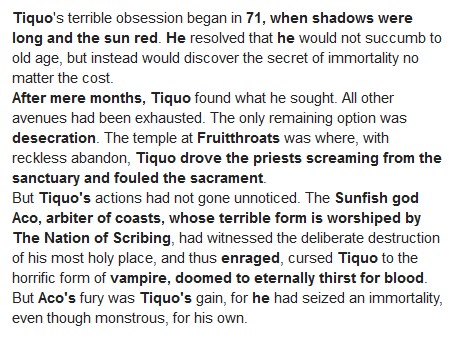 Tiquo's terrible obsession began in 71, when shadows were
long and the sun red. He resolved that he would not succumb to
old age, but instead would discover the secret of immortality no
matter the cost.
After mere months, Tiquo found what he sought. All other
avenues had been exhausted. The only remaining option was
desecration. The temple at Fruitthroats was where, with
reckless abandon, Tiquo drove the priests screaming from the
sanctuary and fouled the sacrament.
But Tiquo's actions had not gone unnoticed. The Sunfish god
Aco, arbiter of coasts, whose terrible form is worshiped by
The Nation of Scribing, had witnessed the deliberate destruction
of his most holy place, and thus enraged, cursed Tiquo to the
horrific form of vampire, doomed to eternally thirst for blood.
But Aco's fury was Tiquo's gain, for he had seized an immortality,
even though monstrous, for his own.